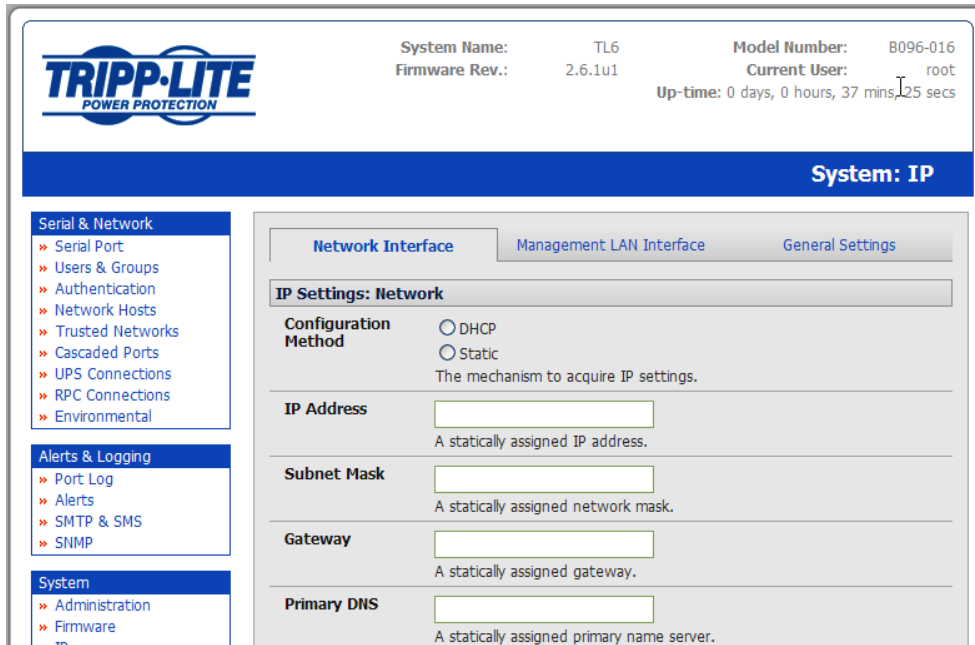 TRIPP·LITE
POWER PROTECTION
System Name: TL6 Model Number: B096-016
Firmware Rev.: 2.6.1u1 Current User: root
Up-time: 0 days, 0 hours, 37 mins, 25 secs
System: IP
Serial & Network
» Serial Port
» Users & Groups
» Authentication
» Network Hosts
» Trusted Networks
» Cascaded Ports
» UPS Connections
» RPC Connections
» Environmental
Alerts & Logging
» Port Log
» Alerts
» SMTP & SMS
» SNMP
System
» Administration
» Firmware
Network Interface Management LAN Interface General Settings
IP Settings: Network
Configuration Method
DHCP
Static
The mechanism to acquire IP settings.
IP Address
A statically assigned IP address.
Subnet Mask
A statically assigned network mask.
Gateway
A statically assigned gateway.
Primary DNS
A statically assigned primary name server.